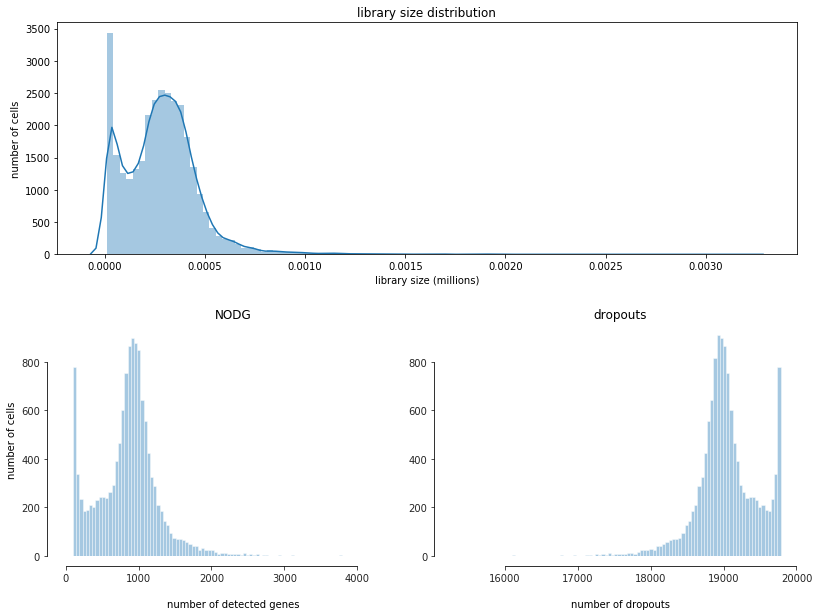 library size distribution
number of cells
3500
3000
2500
2000
1500
1000
500
0
0.0000 0.0005 0.0010 0.0015 0.0020 0.0025 0.0030
library size (millions)
NODG
number of cells
800
600
400
200
0
0 1000 2000 3000 4000
number of detected genes
dropouts
800
600
400
200
0
16000 17000 18000 19000 20000
number of dropouts